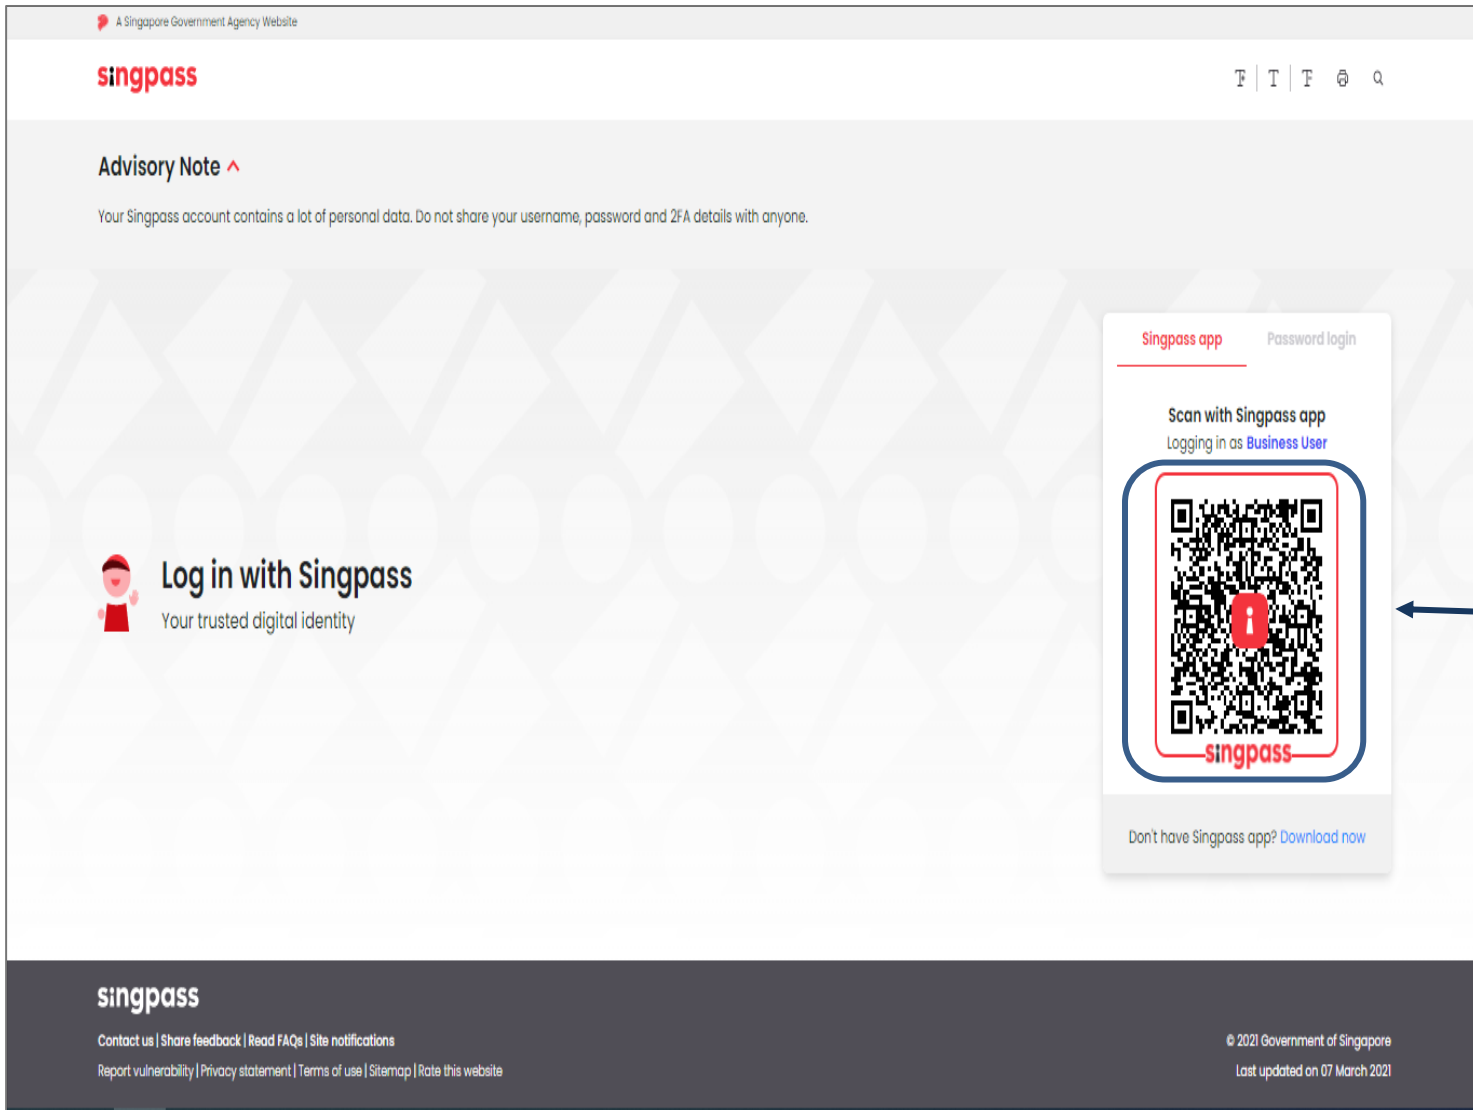 A Singapore Government Agency Website
singpass
Advisory Note
Your Singpass account contains a lot of personal data. Do not share your username, password and 2FA details with anyone.
Singpass app
Password login
Scan with Singpass app
Logging in as Business User
singpass
Log in with Singpass
Your trusted digital identity
Don't have Singpass app? Download now
singpass
Contact us | Share feedback | Read FAQs | Site notifications
Report vulnerability | Privacy statement | Terms of use | Sitemap | Rate this website
© 2021 Government of Singapore
Last updated on 07 March 2021